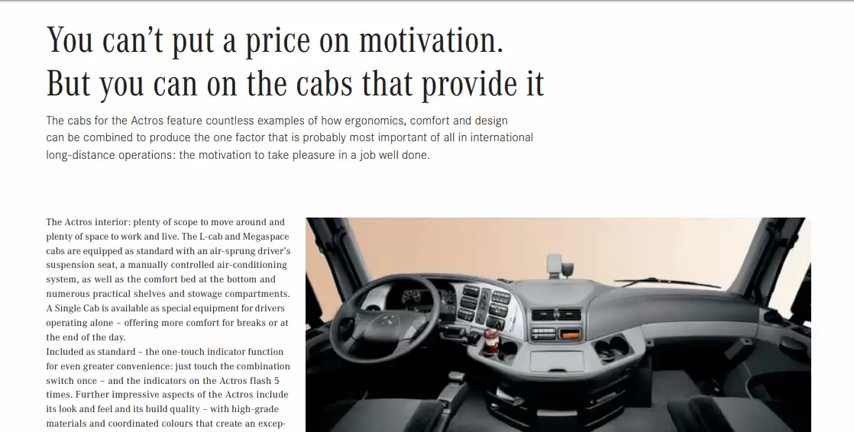 You can't put a price on motivation.
But you can on the cabs that provide it
The cabs for the Actros feature countless examples of how ergonomics, comfort and design
can be combined to produce the one factor that is probably most important of all in international
long-distance operations: the motivation to take pleasure in a job well done.
The Actros interior: plenty of scope to move around and
plenty of space to work and live. The L-cab and Megaspace
cabs are equipped as standard with an air-sprung driver's
suspension seat, a manually controlled air-conditioning
system, as well as the comfort bed at the bottom and
numerous practical shelves and stowage compartments.
A Single Cab is available as special equipment for drivers
operating alone – offering more comfort for breaks or at
the end of the day.
Included as standard – the one-touch indicator function
for even greater convenience: just touch the combination
switch once – and the indicators on the Actros flash 5
times. Further impressive aspects of the Actros include
its look and feel and its build quality – with high-grade
materials and coordinated colours that create an excep-